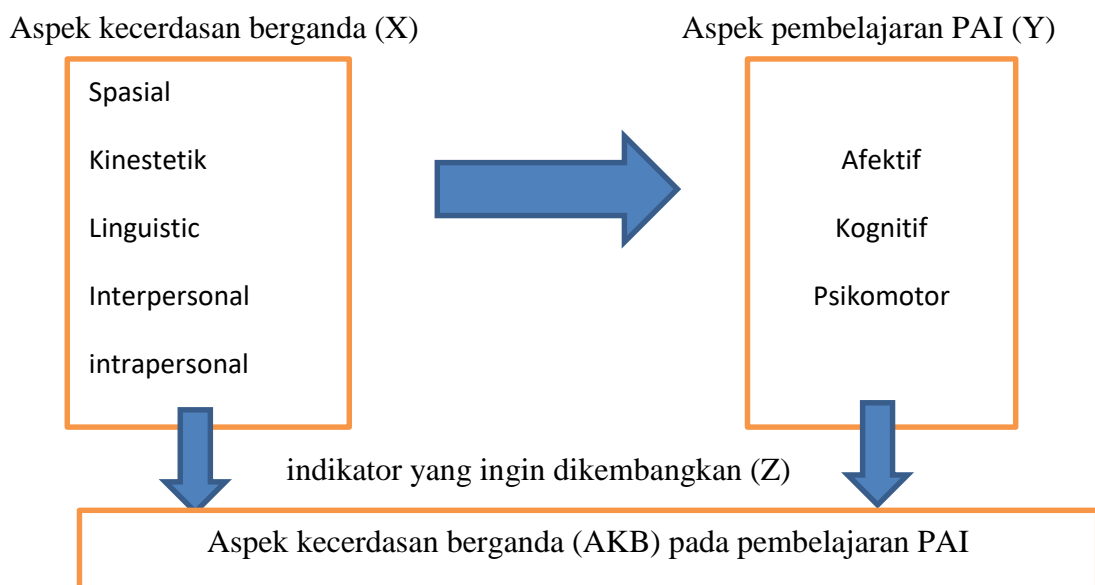 Aspek kecerdasan berganda (X)
Aspek pembelajaran PAI (Y)
Spasial
Kinestetik
Linguistic
Interpersonal
intrapersonal
Afektif
Kognitif
Psikomotor
indikator yang ingin dikembangkan (Z)
Aspek kecerdasan berganda (AKB) pada pembelajaran PAI